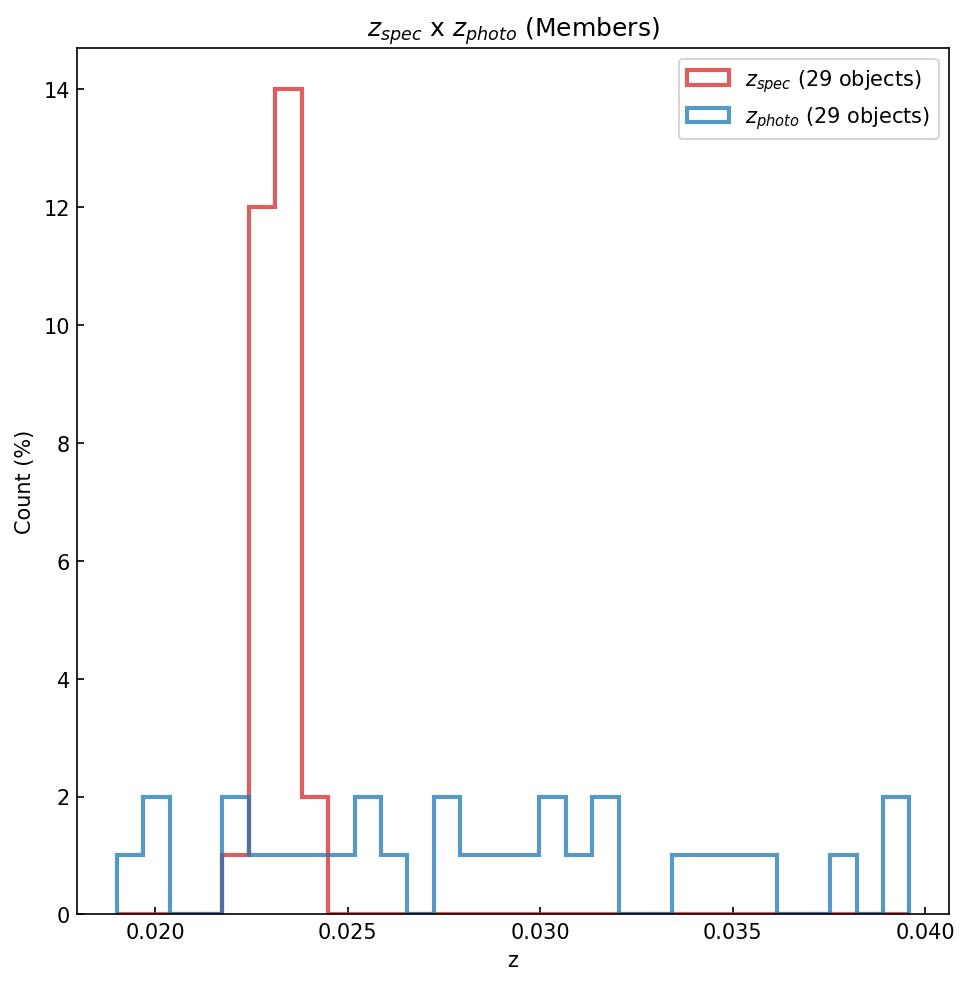 z_spec x z_photo (Members)
z_spec (29 objects)
z_photo (29 objects)
Count (%)
14
12
10
8
6
4
2
0
0.020 0.025 0.030 0.035 0.040
z